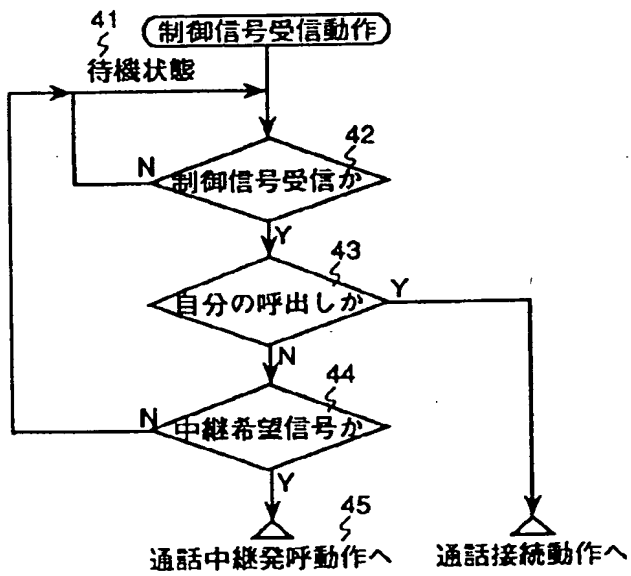 制御信号受信動作
41
待機状態
42
N
制御信号受信か
Y
43
自分の呼出しか
Y
N
44
N
中継希望信号か
Y
45
通話中継発呼動作へ
通話接続動作へ